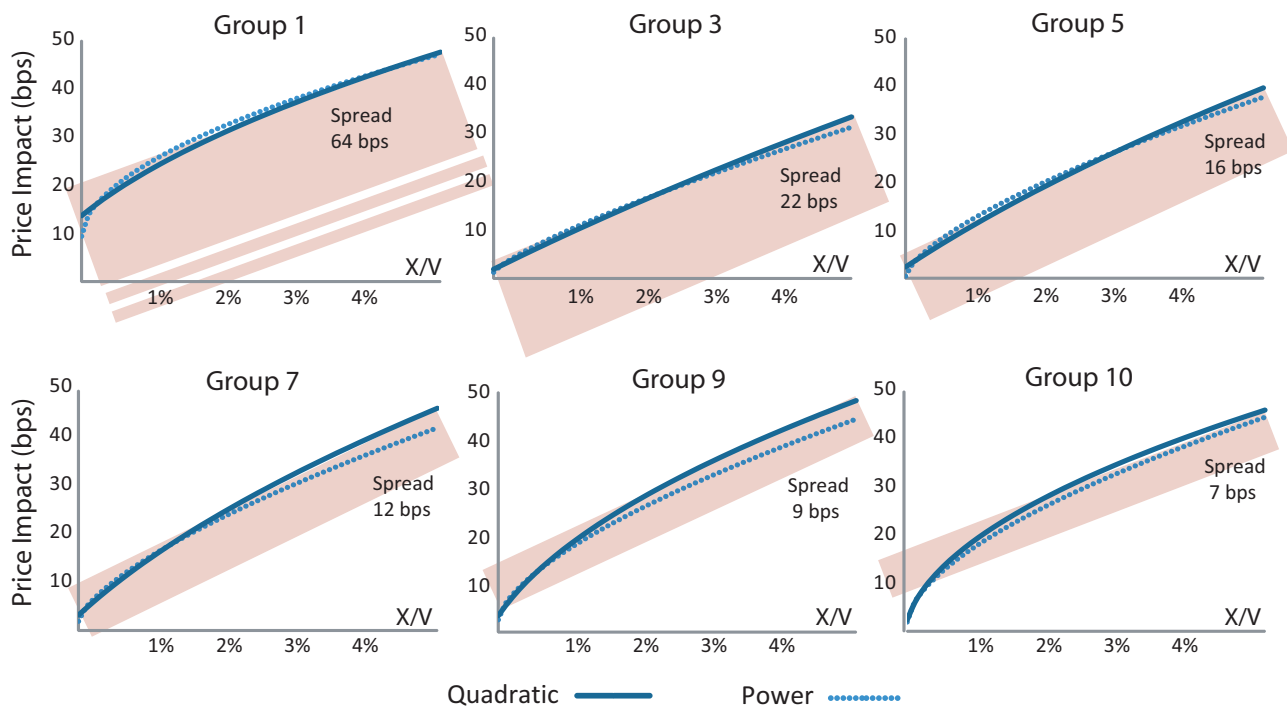 Group 1
Group 3
Group 5
Price Impact (bps)
50
40
30
20
10
Spread
64 bps
X/V
1%
2%
3%
4%
50
40
30
20
10
Spread
22 bps
X/V
1%
2%
3%
4%
50
40
30
20
10
Spread
16 bps
X/V
1%
2%
3%
4%
Group 7
Group 9
Group 10
Price Impact (bps)
50
40
30
20
10
Spread
12 bps
X/V
1%
2%
3%
4%
50
40
30
20
10
Spread
9 bps
X/V
1%
2%
3%
4%
50
40
30
20
10
Spread
7 bps
X/V
1%
2%
3%
4%
Quadratic
Power